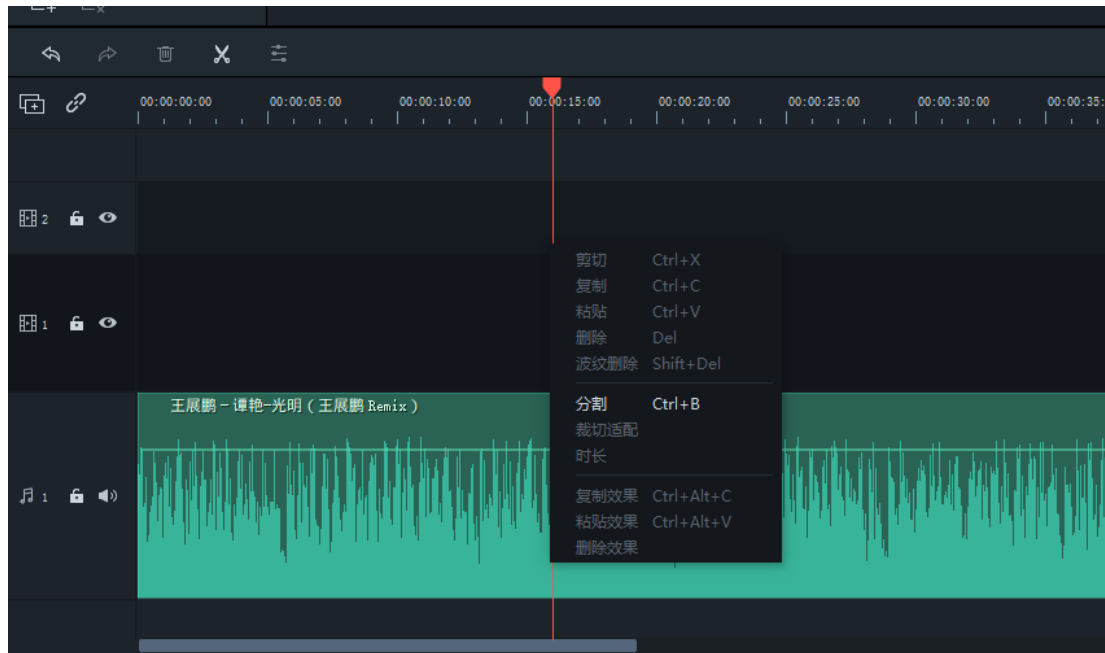 00:00:00:00 00:00:05:00 00:00:10:00 00:00:15:00 00:00:20:00 00:00:25:00 00:00:30:00 00:00:35:
2
剪切 Ctrl+X
复制 Ctrl+C
粘贴 Ctrl+V
1
删除 Del
波纹删除 Shift+Del
王展鹏-谭艳-光明（王展鹏 Remix）
分割 Ctrl+B
裁切适配
时长
1
复制效果 Ctrl+Alt+C
粘贴效果 Ctrl+Alt+V
删除效果